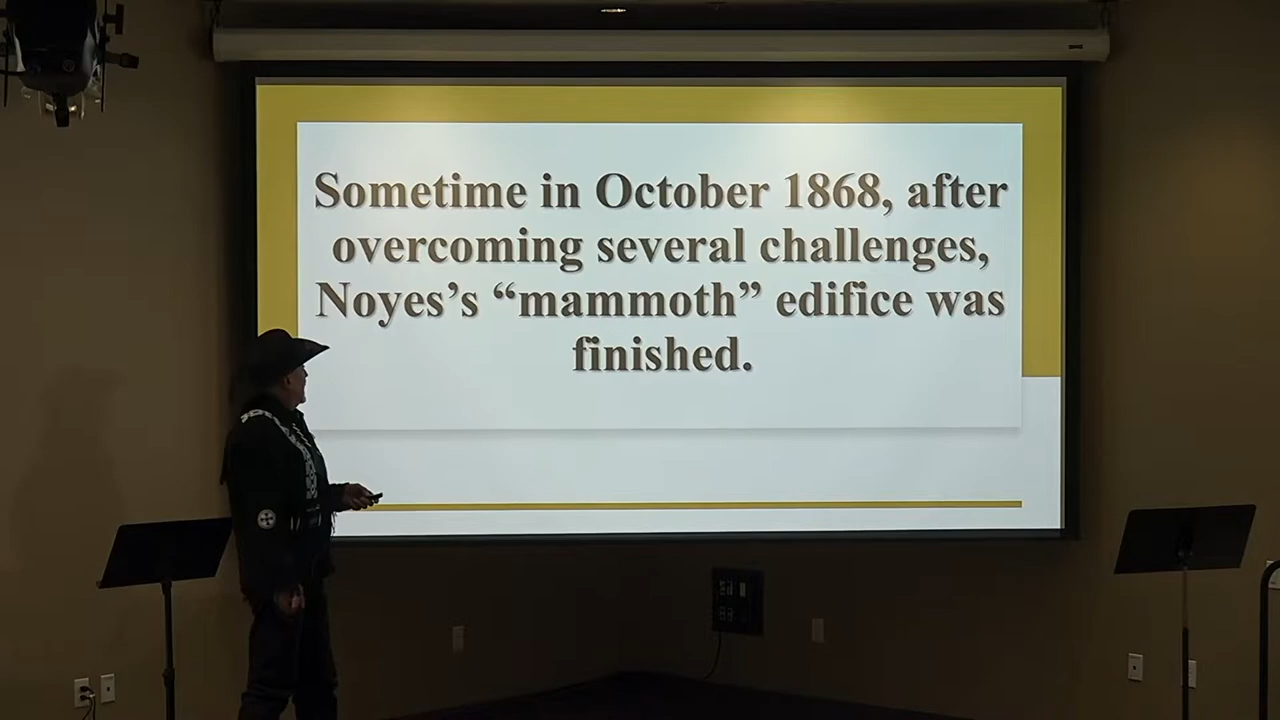 Sometime in October 1868, after
overcoming several challenges,
Noyes’s “mammoth” edifice was
finished.